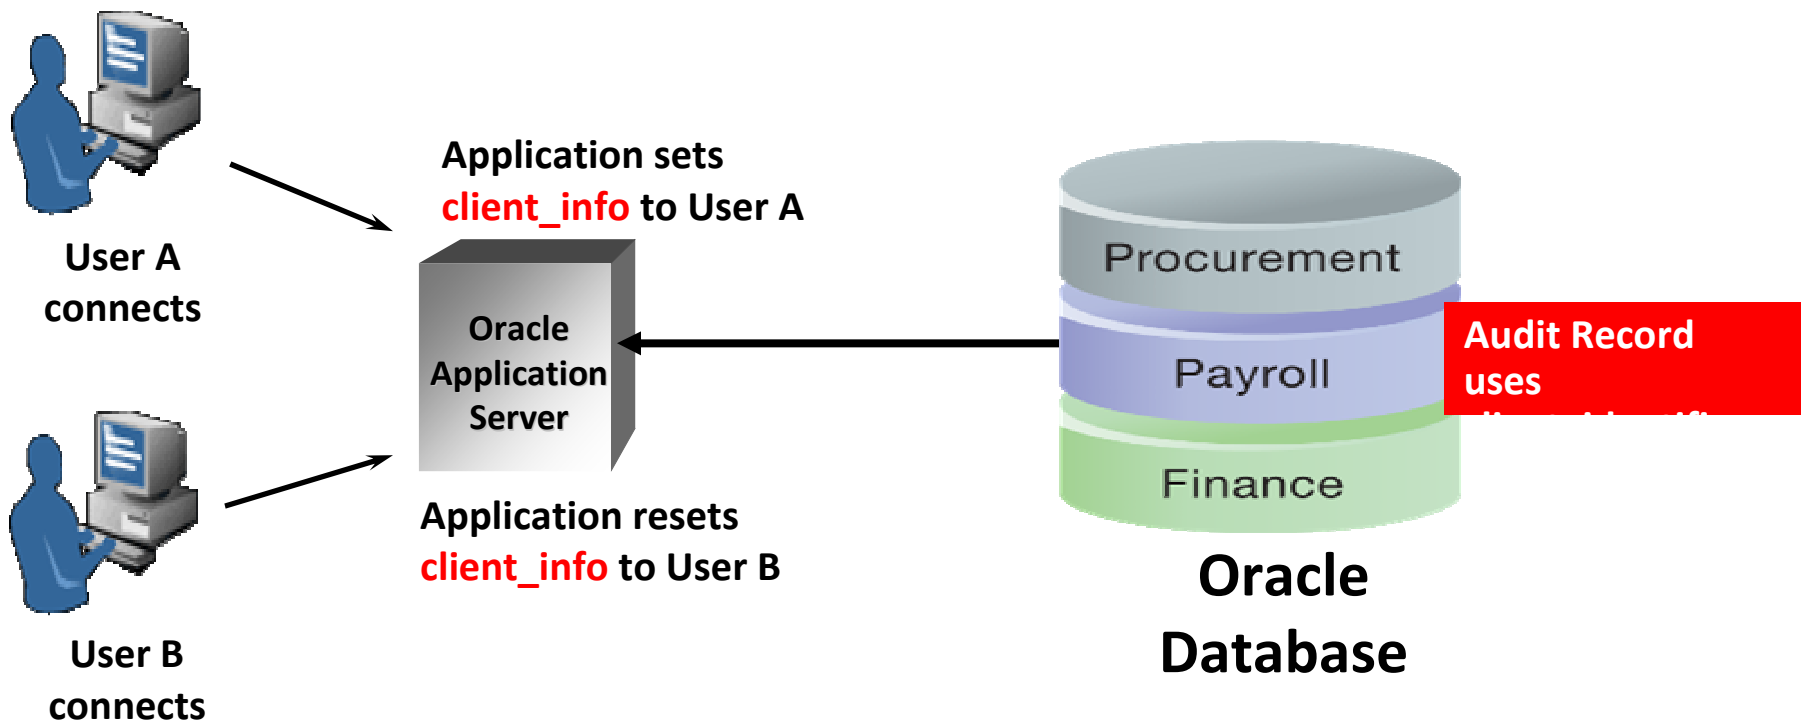 User A
connects
Application sets
client_info to User A
Oracle
Application
Server
Application resets
client_info to User B
User B
connects
Procurement
Payroll
Finance
Oracle
Database
Audit Record
uses